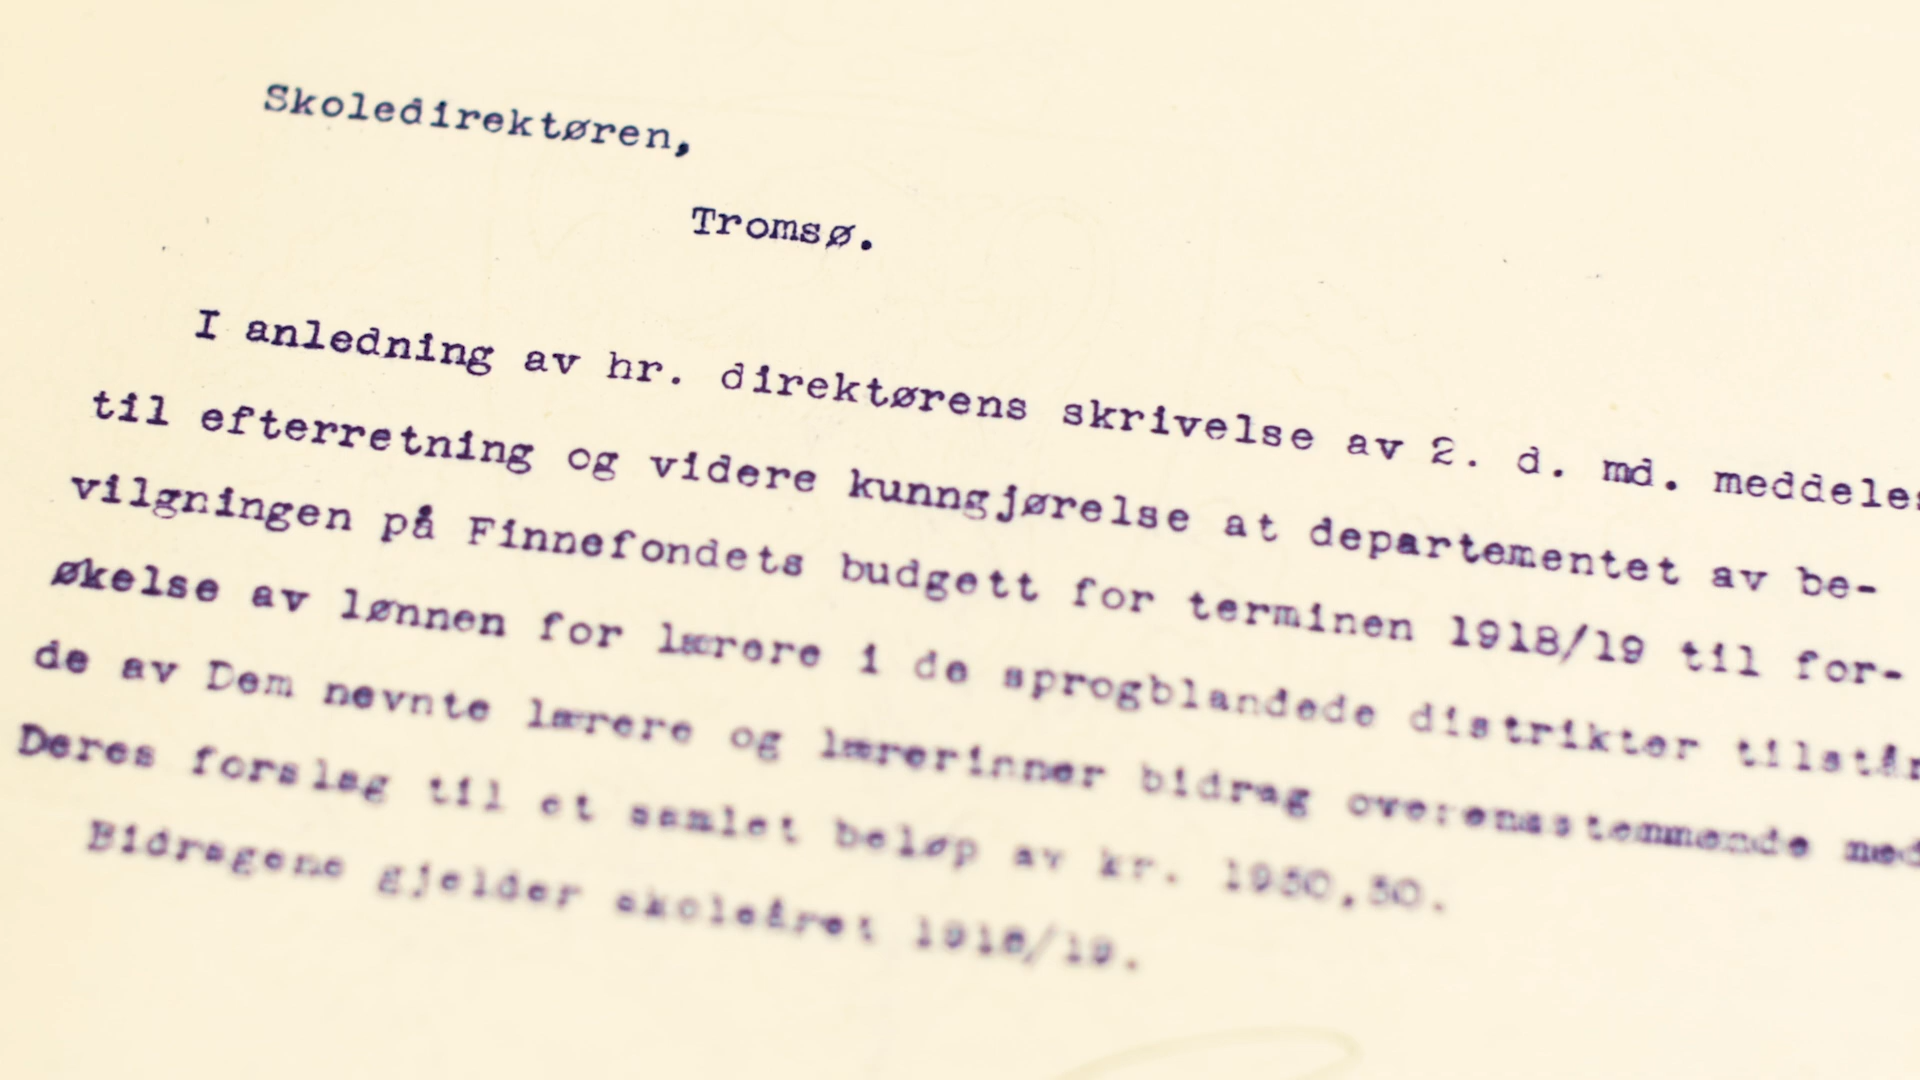 Skoledirektøren,
Tromsø.
I anledning av hr. direktørens skrivelse av 2. d. md. meddeles
til efterretning og videre kunngjørelse at departementet av be-
vilgningen på Finnefondets budgett for terminen 1918/19 til for-
økelse av lønnen for lærere i de sprogblandede distrikter tilstår
de av Dem nevnte lærere og lærerinner bidrag overensstemmende med
Deres forslag til et samlet beløp av kr.
Bidragene gjelder skoleåret 1918/19.